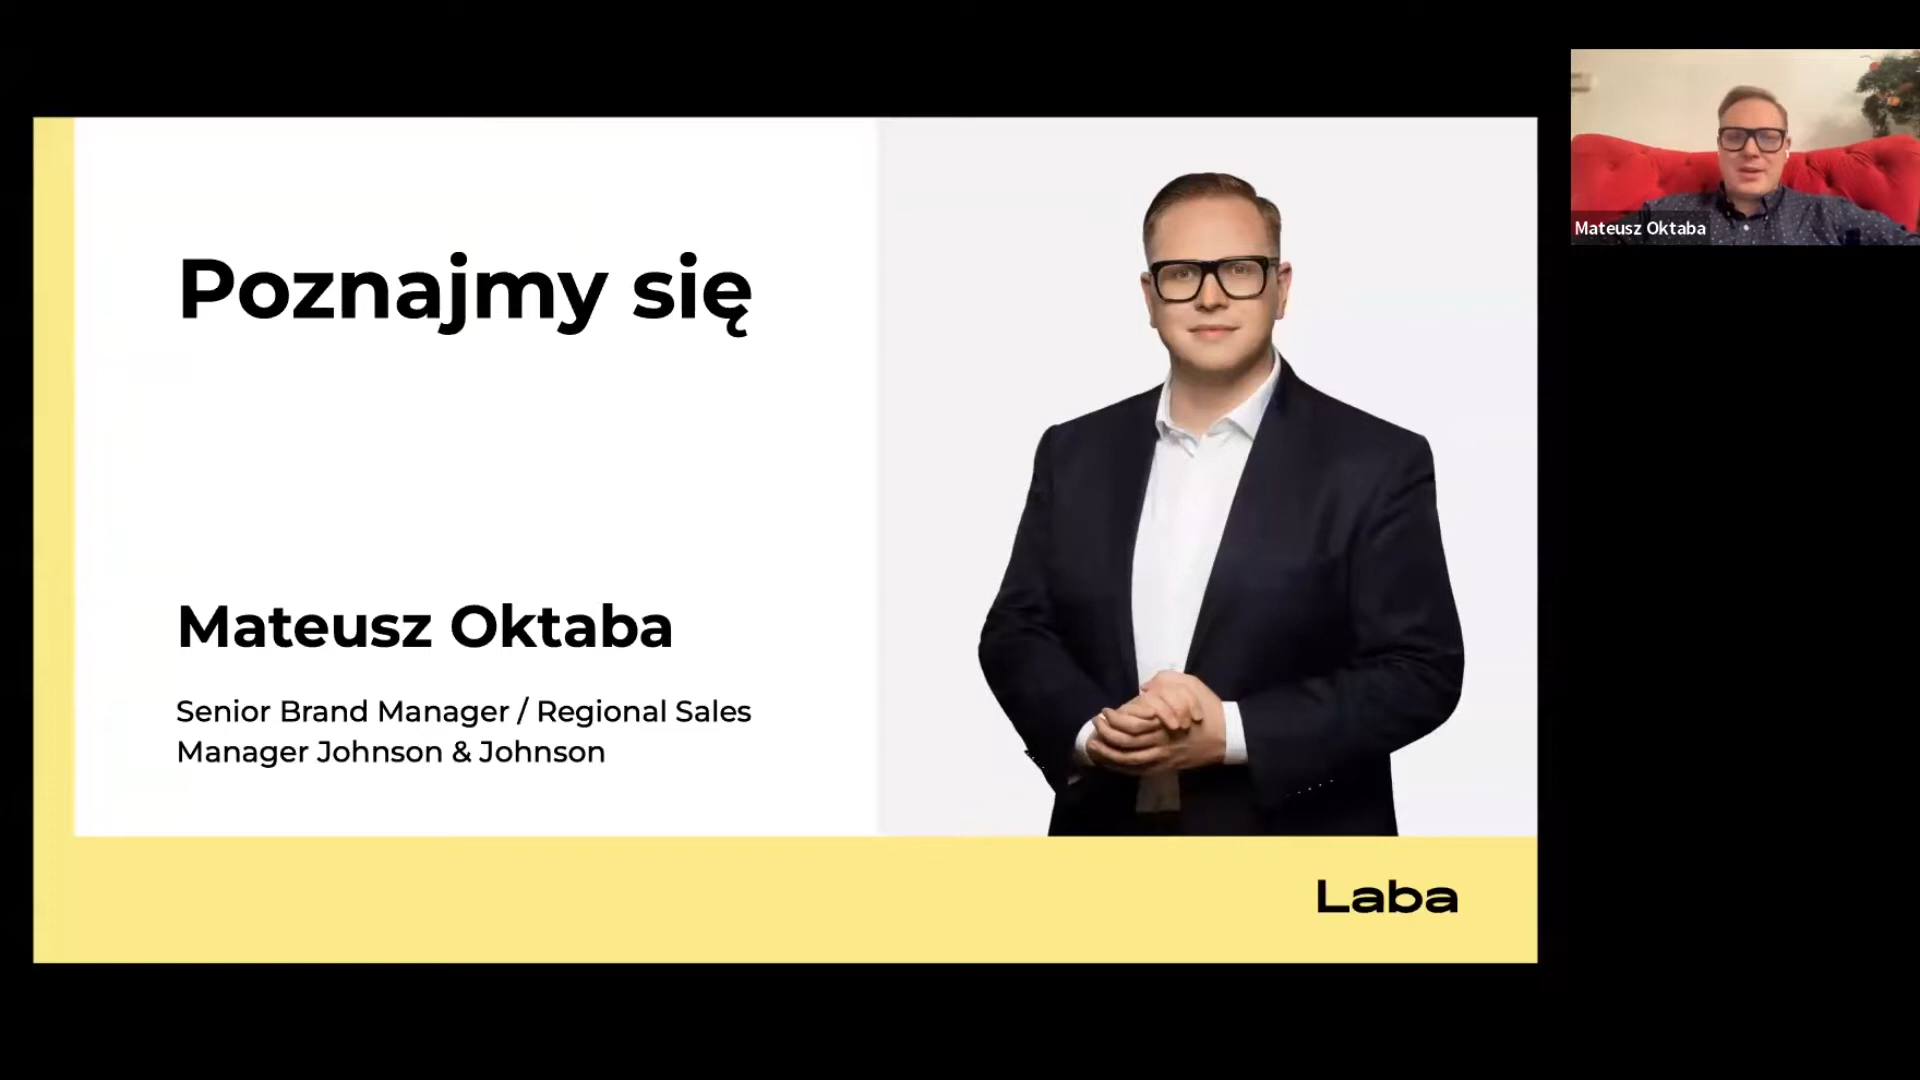 Poznajmy się
Mateusz Oktaba
Senior Brand Manager / Regional Sales
Manager Johnson & Johnson
Laba
Mateusz Oktaba